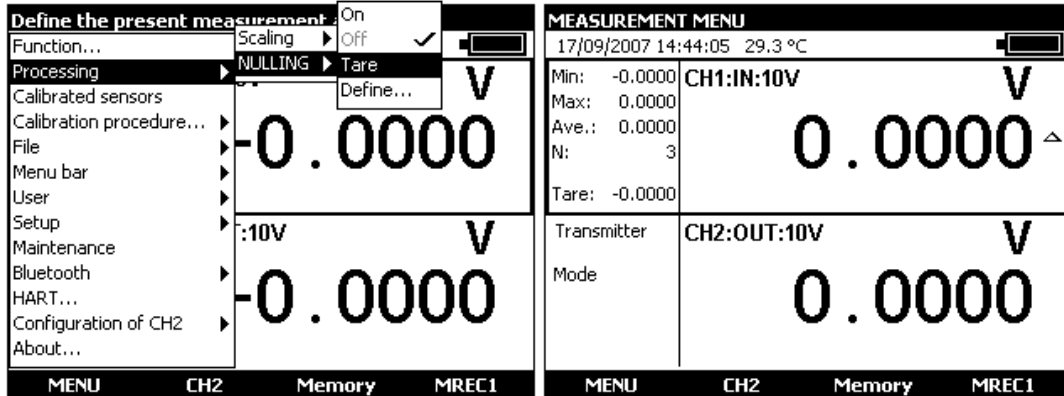 Define the present measurement a
Function...
Processing
Calibrated sensors
Calibration procedure...
File
Menu bar
User
Setup
Maintenance
Bluetooth
HART...
Configuration of CH2
About...
Scaling
NULLING
On
Off
Tare
Define...
V
-0.0000
:10V
V
-0.0000
MENU CH2 Memory MREC1
MEASUREMENT MENU
17/09/2007 14:44:05 29.3 °C
Min: -0.0000
Max: 0.0000
Ave.: 0.0000
N: 3
Tare: -0.0000
CH1:IN:10V V
0.0000
Transmitter
Mode
CH2:OUT:10V V
0.0000
MENU CH2 Memory MREC1